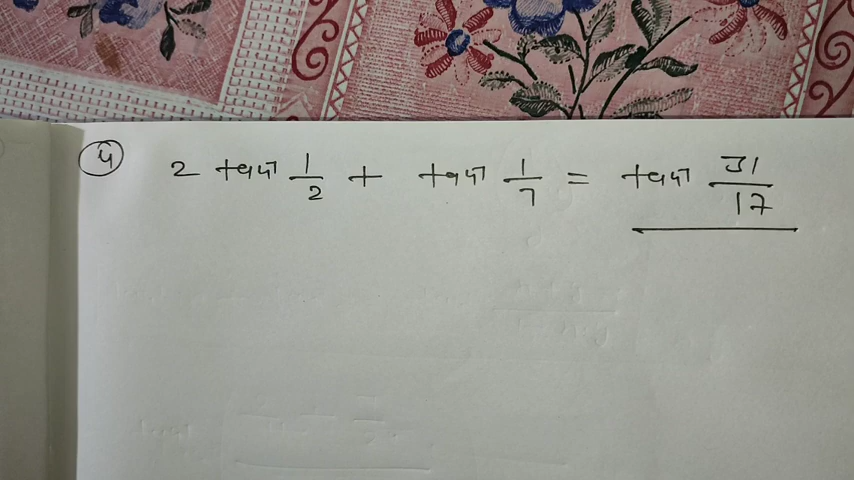 4 2 tan⁻¹ 1/2 + tan⁻¹ 1/7 = tan⁻¹ 31/17